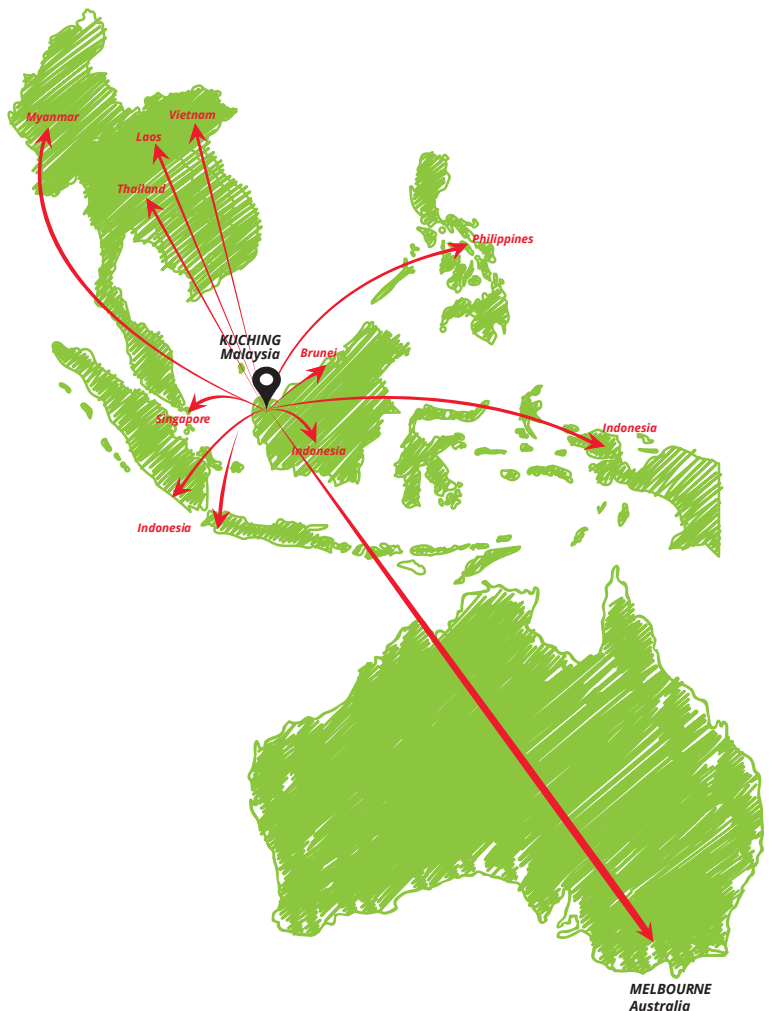 Vietnam
Myanmar
Laos
Thailand
Philippines
KUCHING
Malaysia
Brunei
Singapore
Indonesia
Indonesia
Indonesia
MELBOURNE
Australia